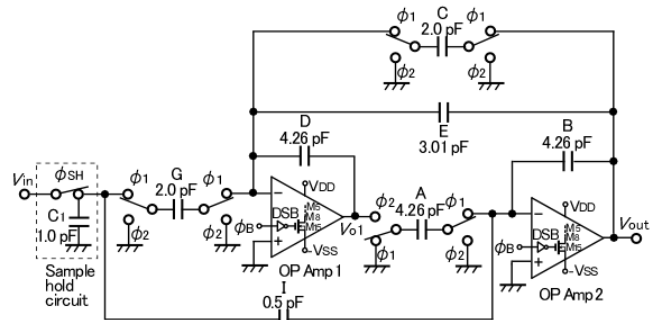 C
ϕ1
2.0 pF
ϕ1
ϕ2
ϕ2
D
4.26 pF
E
3.01 pF
B
4.26 pF
Vin
ϕSH
C1
1.0 pF
Sample
hold
circuit
ϕ1
G
2.0 pF
ϕ1
ϕ2
ϕ2
−
+
VDD
M5
M8
M15
DSB
ϕB
-VSS
OP Amp 1
Vo1
ϕ2
A
4.26 pF
ϕ1
ϕ1
ϕ2
I
0.5 pF
−
+
VDD
M5
M8
M15
DSB
ϕB
-VSS
OP Amp 2
Vout